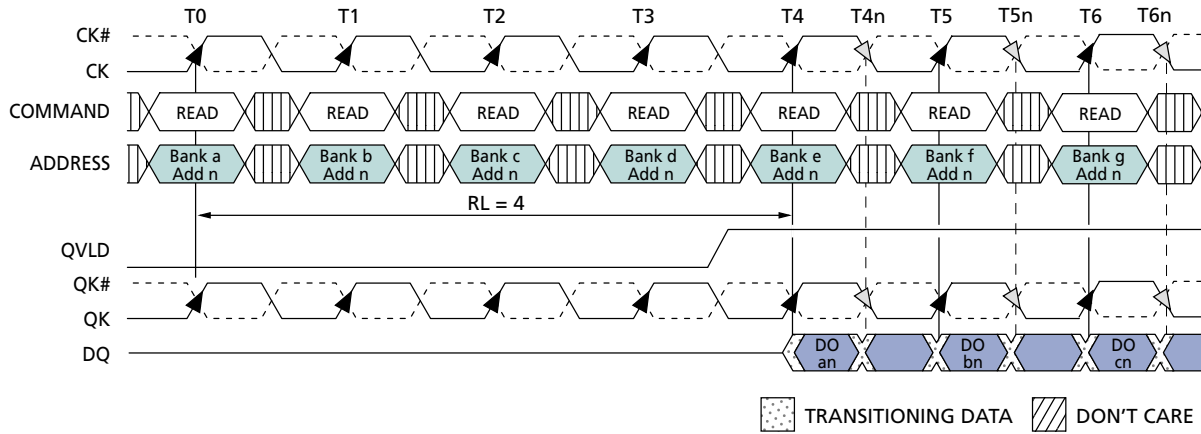 T0 T1 T2 T3 T4 T4n T5 T5n T6 T6n
CK#
CK
COMMAND READ READ READ READ READ READ READ
ADDRESS Bank a Bank b Bank c Bank d Bank e Bank f Bank g
Add n Add n Add n Add n Add n Add n Add n
RL = 4
QVLD
QK#
QK
DQ DO DO DO
an bn cn
TRANSITIONING DATA DON'T CARE